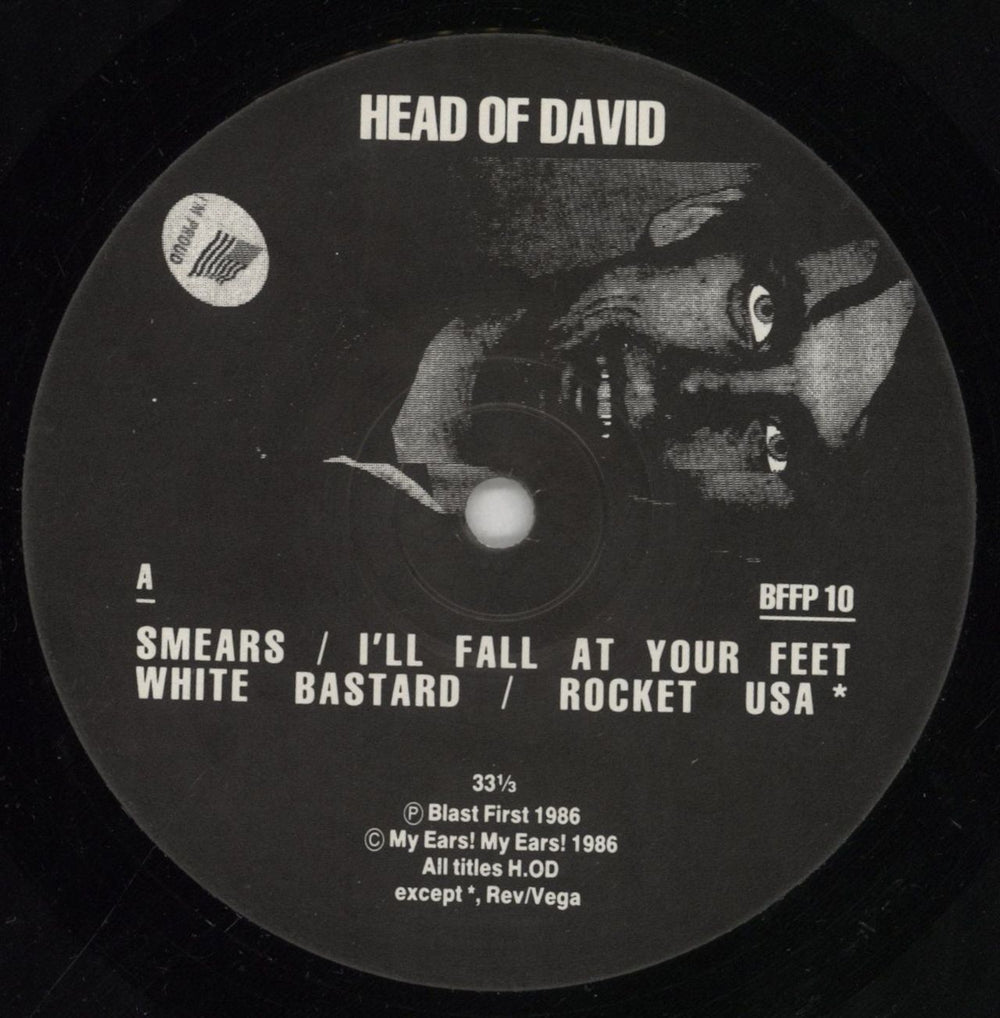 HEAD OF DAVID
I'M PROUD
A
BFFP 10
SMEARS / I'LL FALL AT YOUR FEET
WHITE BASTARD / ROCKET USA *
33⅓
Ⓟ Blast First 1986
© My Ears! My Ears! 1986
All titles H.OD
except *, Rev/Vega